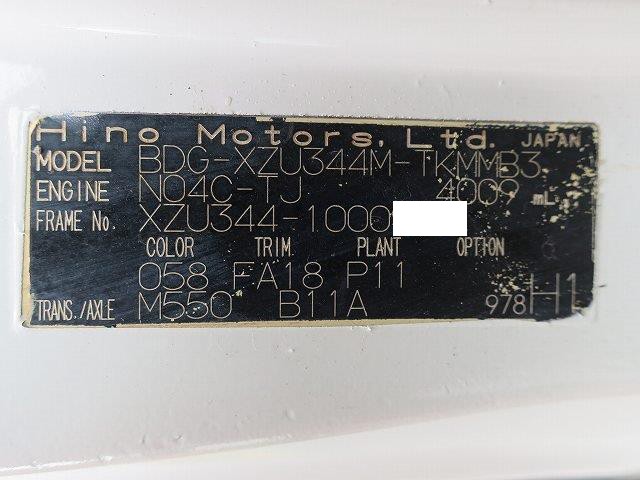 Hino Motors, Ltd. JAPAN
MODEL BDG-XZU344M-TKMMB3
ENGINE N04C-TJ 4009 mL
FRAME No. XZU344-1000
COLOR TRIM PLANT OPTION
058 FA18 P11
TRANS./AXLE M550 B11A 978 H1